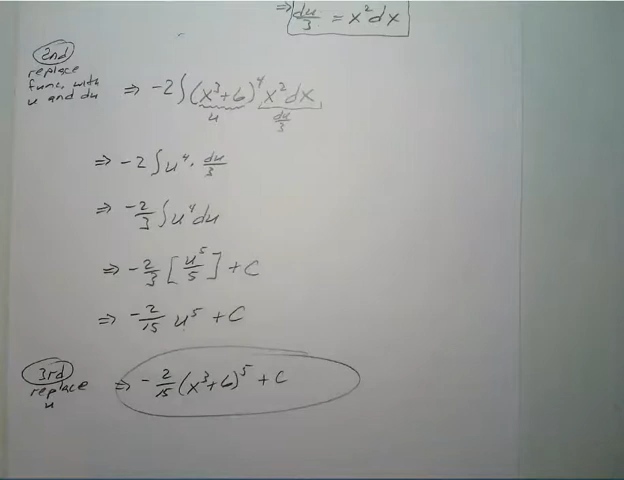 ⇒ du/3 = x²dx
2nd
replace
func. with
u and du
⇒ -2∫(x³+6)⁴ x²dx
u du/3
⇒ -2∫u⁴ · du/3
⇒ -2/3 ∫u⁴du
⇒ -2/3 [u⁵/5] + C
⇒ -2/15 u⁵ + C
3rd
replace
u
⇒ -2/15 (x³+6)⁵ + C